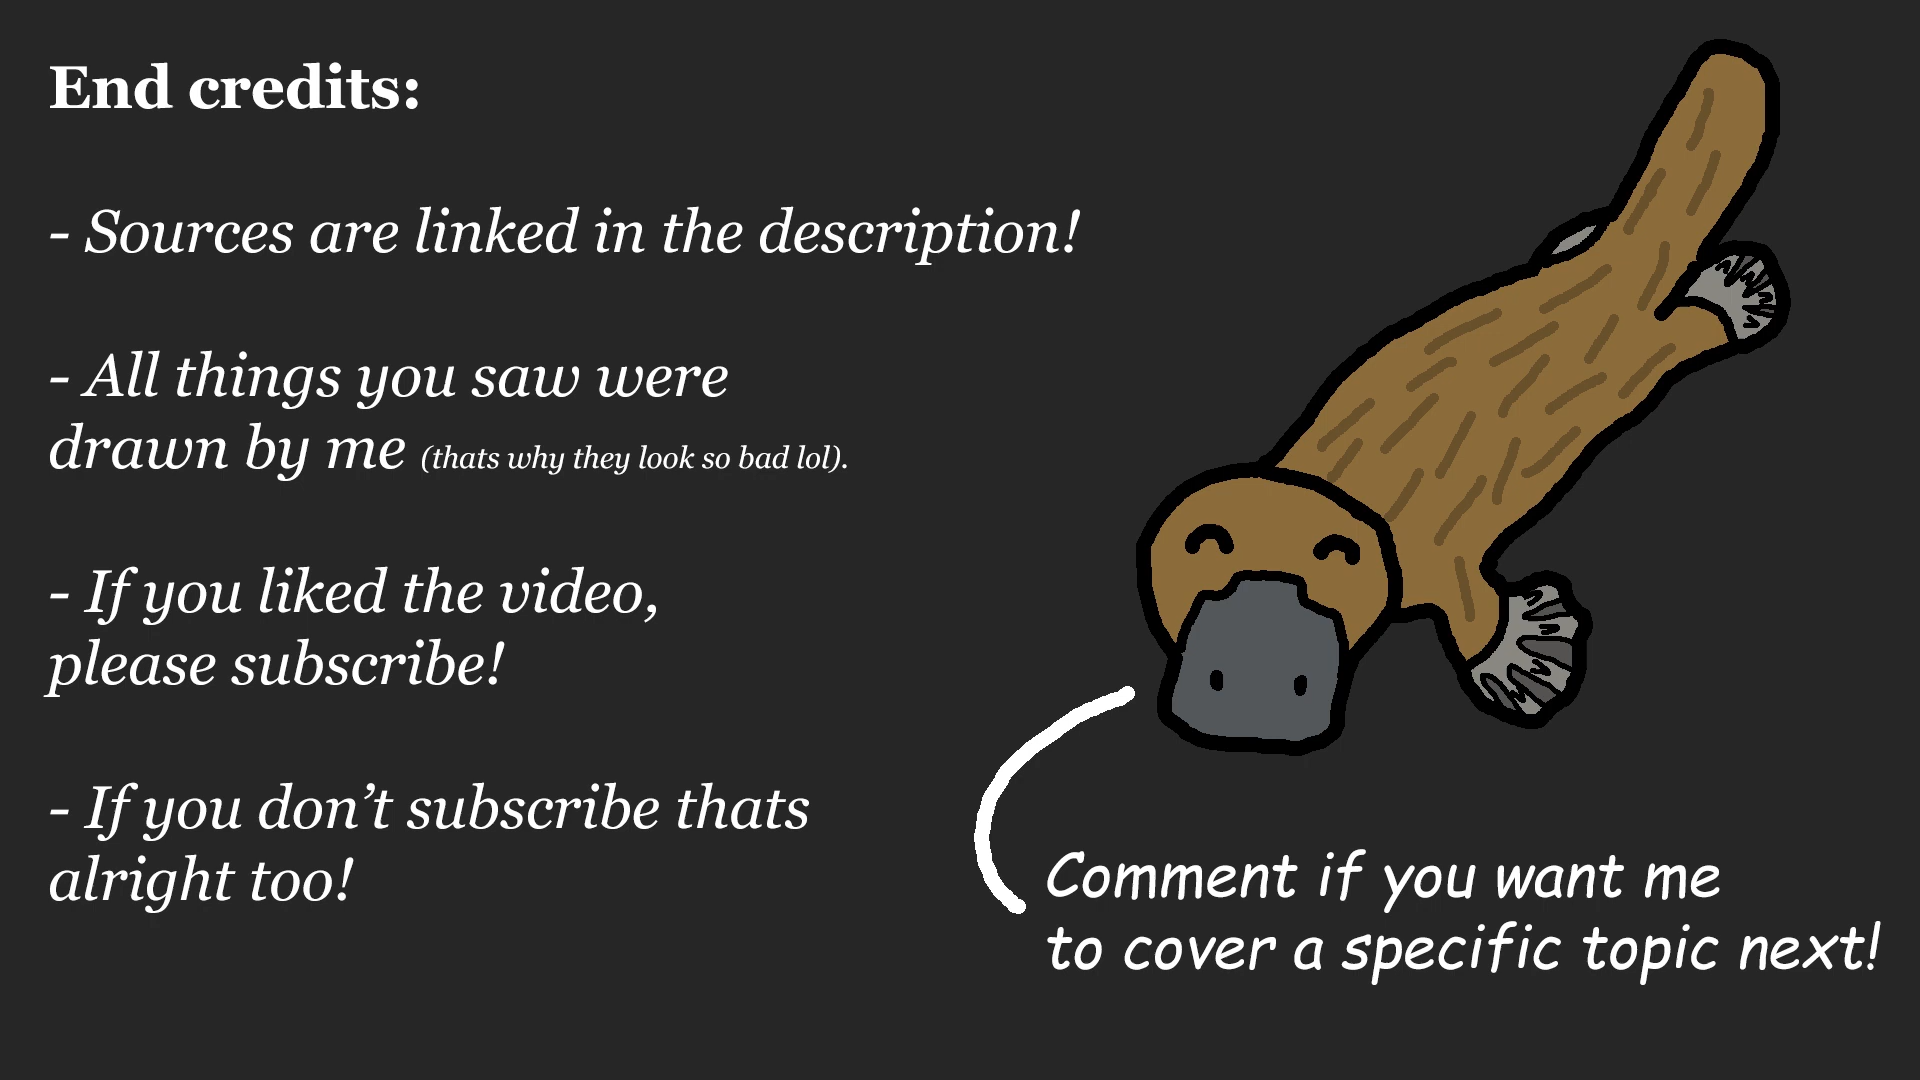 End credits:
- Sources are linked in the description!
- All things you saw were
drawn by me (thats why they look so bad lol).
- If you liked the video,
please subscribe!
- If you don’t subscribe thats
alright too!
Comment if you want me
to cover a specific topic next!